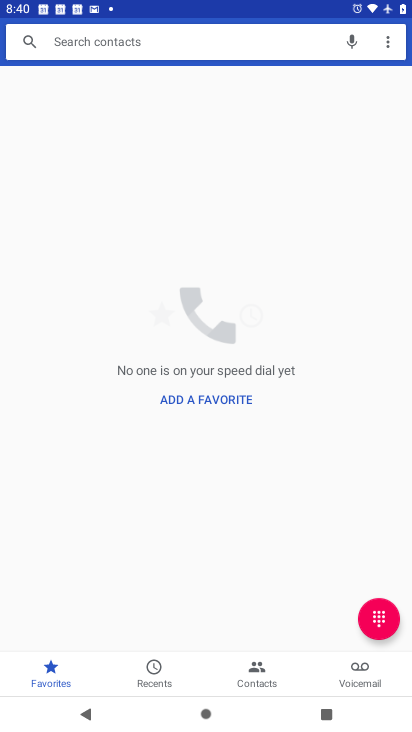 8:40
Search contacts
No one is on your speed dial yet
ADD A FAVORITE
Favorites
Recents
Contacts
Voicemail